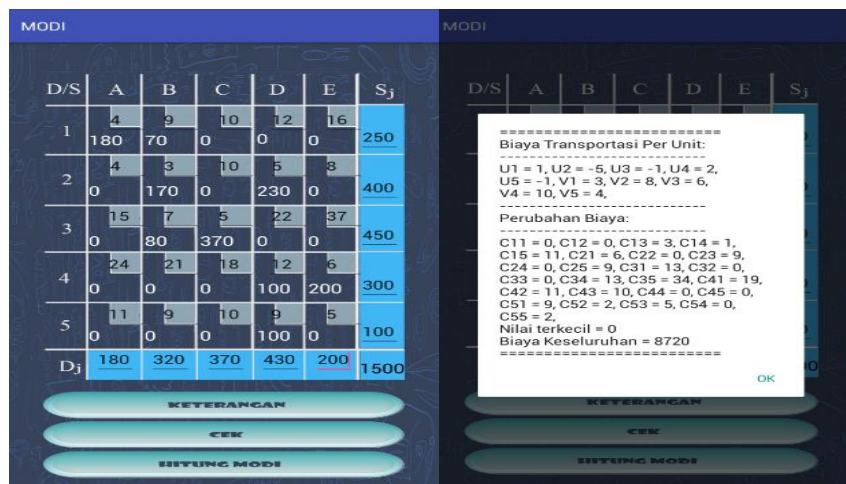 MODI
D/S A B C D E Sj
4 9 10 12 16
1 180 70 0 0 0 250
4 3 10 5 8
2 0 170 0 230 0 400
15 7 5 22 37
3 0 80 370 0 0 450
24 21 18 12 6
4 0 0 0 100 200 300
11 9 10 9 5
5 0 0 0 100 0 100
Dj 180 320 370 430 200 1500
KETERANGAN
CEK
HITUNG MODI
MODI
D/S A B C D E Sj
==========================
Biaya Transportasi Per Unit:
--------------------------
U1 = 1, U2 = -5, U3 = -1, U4 = 2,
U5 = -1, V1 = 3, V2 = 8, V3 = 6,
V4 = 10, V5 = 4,
--------------------------
Perubahan Biaya:
--------------------------
C11 = 0, C12 = 0, C13 = 3, C14 = 1,
C15 = 11, C21 = 6, C22 = 0, C23 = 9,
C24 = 0, C25 = 9, C31 = 13, C32 = 0,
C33 = 0, C34 = 13, C35 = 34, C41 = 19,
C42 = 11, C43 = 10, C44 = 0, C45 = 0,
C51 = 9, C52 = 2, C53 = 5, C54 = 0,
C55 = 2,
Nilai terkecil = 0
Biaya Keseluruhan = 8720
==========================
OK
KETERANGAN
CEK
HITUNG MODI